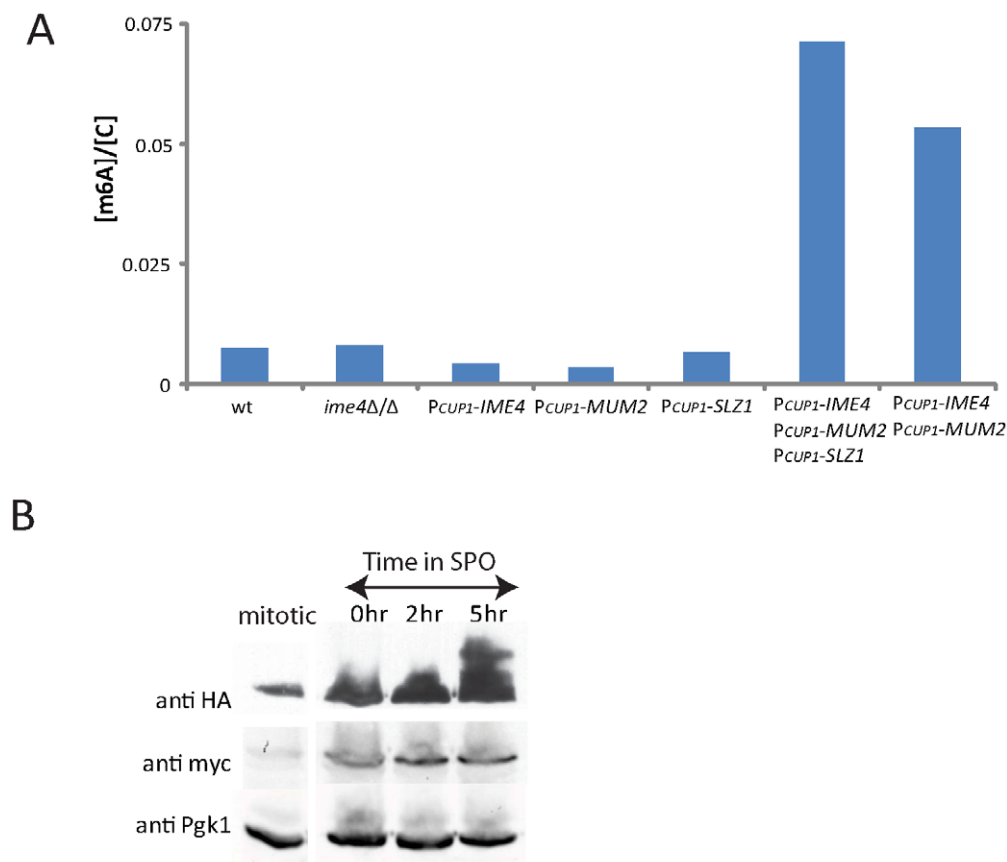 A
0.075
0.05
0.025
0
[m6A]/[C]
wt
ime4Δ/Δ
PCUP1-IME4
PCUP1-MUM2
PCUP1-SLZ1
PCUP1-IME4
PCUP1-MUM2
PCUP1-SLZ1
PCUP1-IME4
PCUP1-MUM2
B
Time in SPO
mitotic 0hr 2hr 5hr
anti HA
anti myc
anti Pgk1